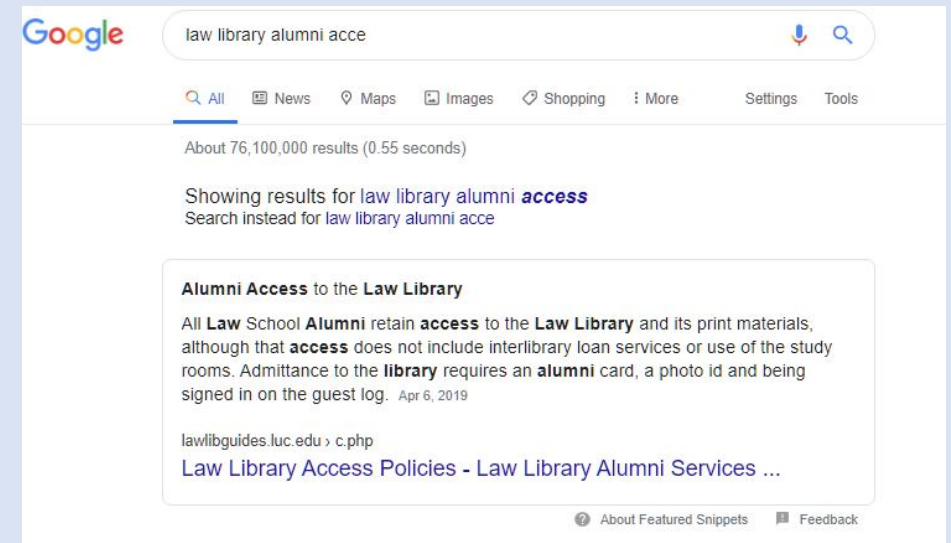 Google
law library alumni acce
All News Maps Images Shopping More Settings Tools
About 76,100,000 results (0.55 seconds)
Showing results for law library alumni access
Search instead for law library alumni acce
Alumni Access to the Law Library
All Law School Alumni retain access to the Law Library and its print materials,
although that access does not include interlibrary loan services or use of the study
rooms. Admittance to the library requires an alumni card, a photo id and being
signed in on the guest log. Apr 6, 2019
lawlibguides.luc.edu › c.php
Law Library Access Policies - Law Library Alumni Services ...
About Featured Snippets Feedback